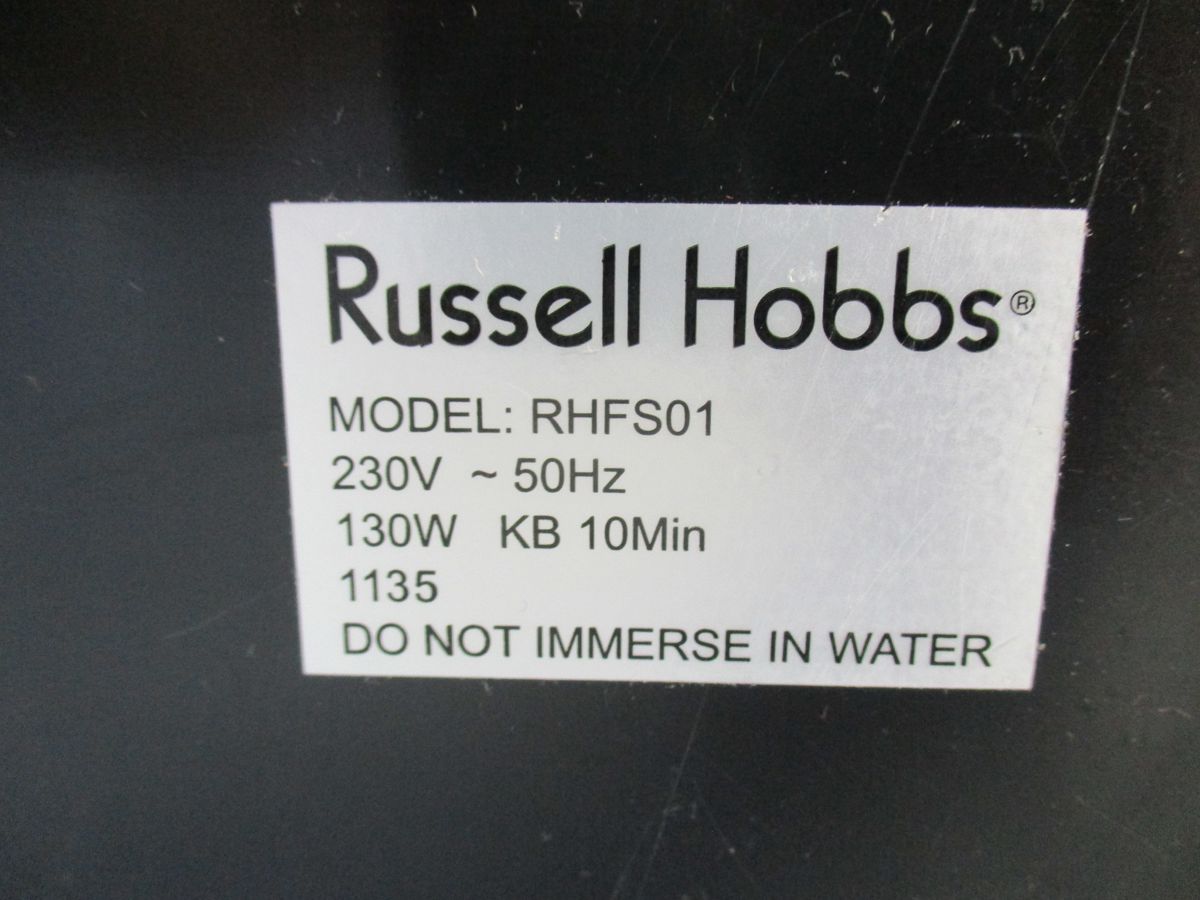 Russell Hobbs®
MODEL: RHFS01
230V ~ 50Hz
130W KB 10Min
1135
DO NOT IMMERSE IN WATER